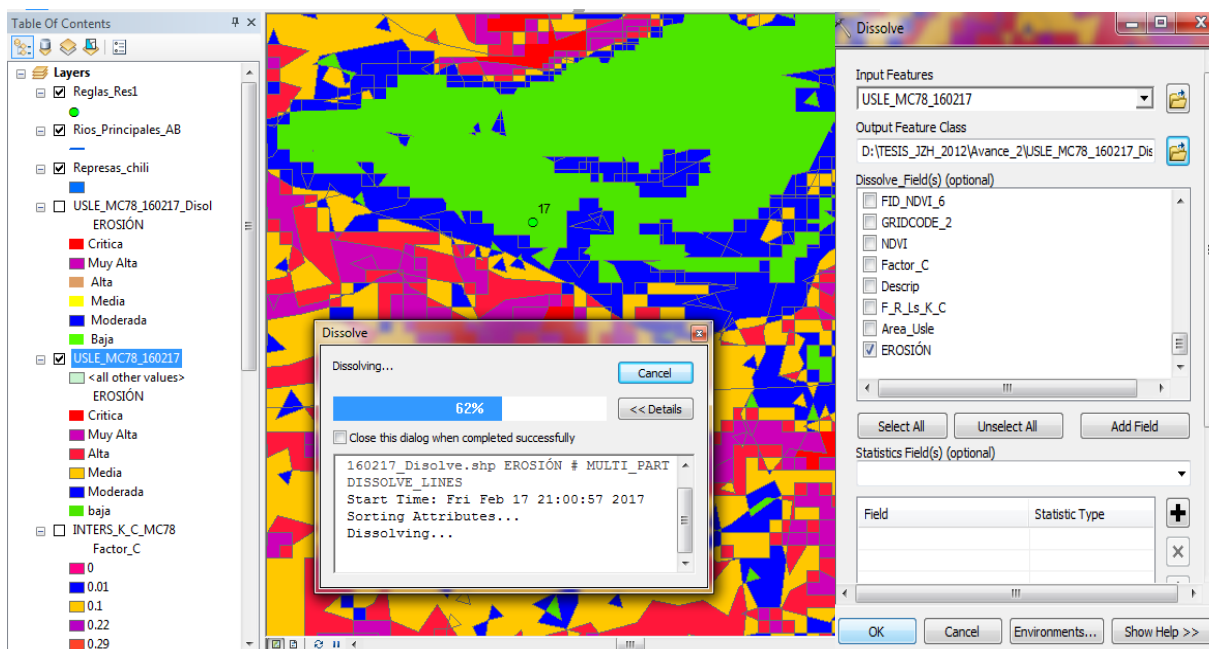 Table Of Contents
Layers
Reglas_Res1
Rios_Principales_AB
Represas_chili
USLE_MC78_160217_Disol
EROSIÓN
Critica
Muy Alta
Alta
Media
Moderada
Baja
USLE_MC78_160217
<all other values>
EROSIÓN
Critica
Muy Alta
Alta
Media
Moderada
baja
INTERS_K_C_MC78
Factor_C
0
0.01
0.1
0.22
0.29
17
Dissolve
Dissolving...
Cancel
62%
<< Details
Close this dialog when completed successfully
160217_Disolve.shp EROSIÓN # MULTI_PART
DISSOLVE_LINES
Start Time: Fri Feb 17 21:00:57 2017
Sorting Attributes...
Dissolving...
Dissolve
Input Features
USLE_MC78_160217
Output Feature Class
D:\TESIS_JZH_2012\Avance_2\USLE_MC78_160217_Dis
Dissolve_Field(s) (optional)
FID_NDVI_6
GRIDCODE_2
NDVI
Factor_C
Descrip
F_R_Ls_K_C
Area_Usle
EROSIÓN
Select All Unselect All Add Field
Statistics Field(s) (optional)
Field Statistic Type
OK Cancel Environments... Show Help >>